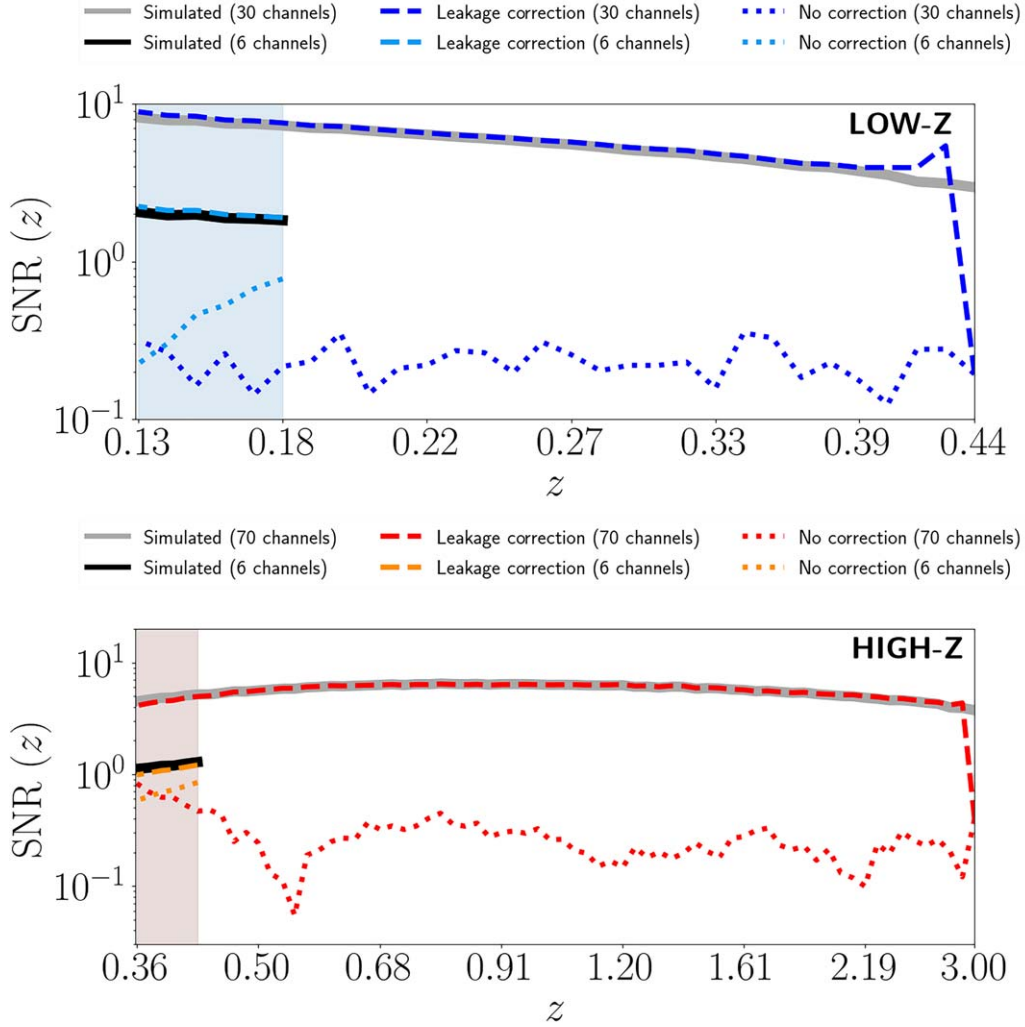 Simulated (30 channels) Leakage correction (30 channels) No correction (30 channels)
Simulated (6 channels) Leakage correction (6 channels) No correction (6 channels)
LOW-Z
SNR (z)
10^1
10^0
10^-1
0.13 0.18 0.22 0.27 0.33 0.39 0.44
z
Simulated (70 channels) Leakage correction (70 channels) No correction (70 channels)
Simulated (6 channels) Leakage correction (6 channels) No correction (6 channels)
HIGH-Z
SNR (z)
10^1
10^0
10^-1
0.36 0.50 0.68 0.91 1.20 1.61 2.19 3.00
z